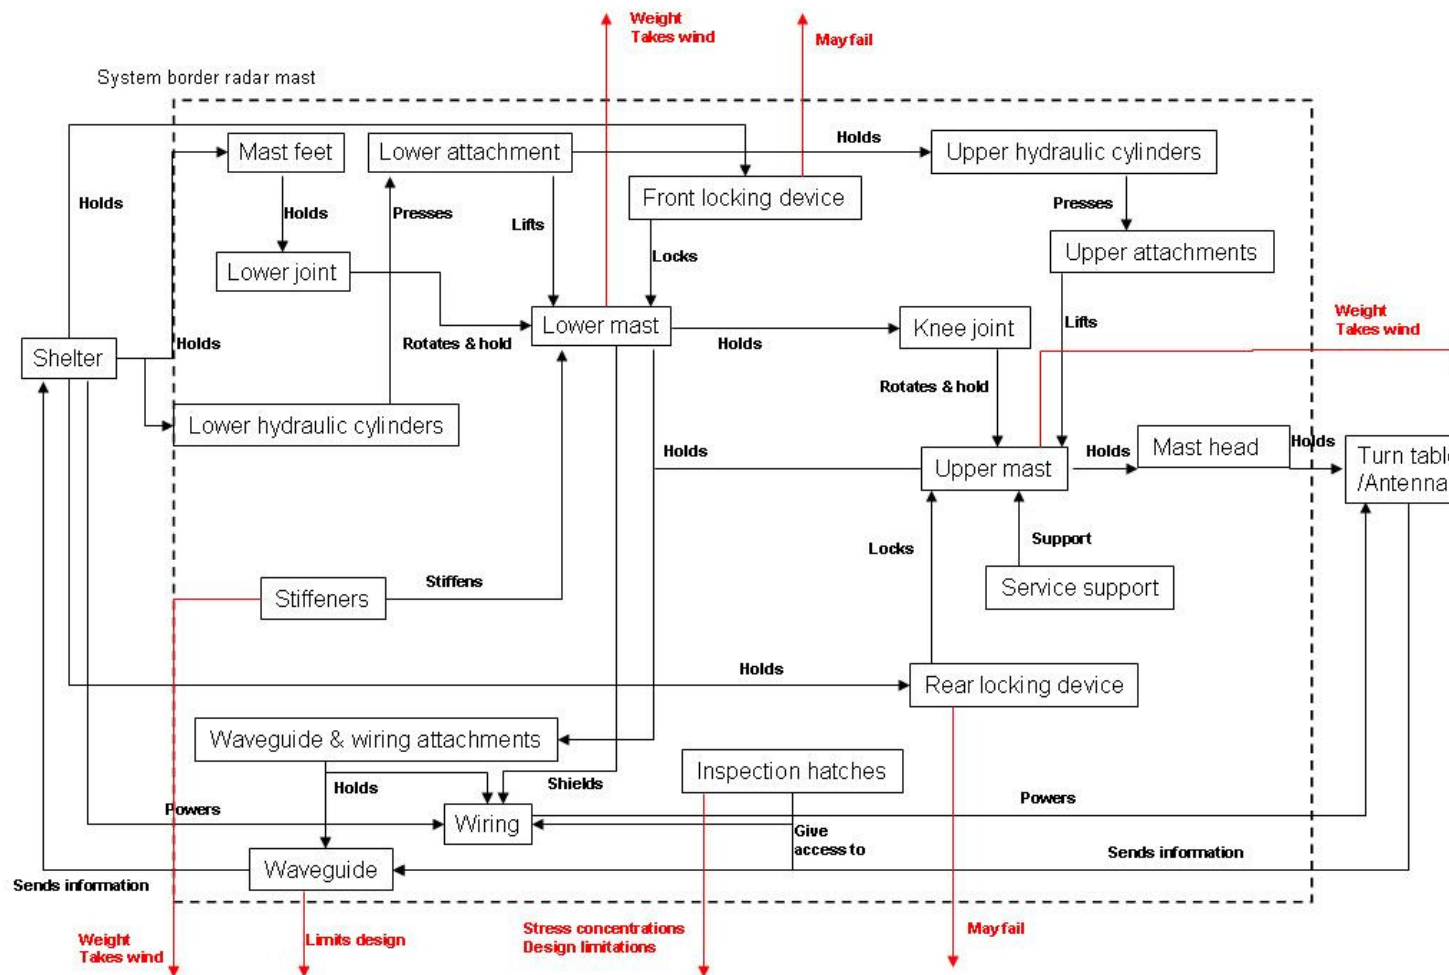 Weight
Takes wind
May fail
System border radar mast
Holds
Mast feet
Lower attachment
Upper hydraulic cylinders
Holds
Holds
Presses
Front locking device
Presses
Lifts
Locks
Upper attachments
Lower joint
Weight
Takes wind
Lower mast
Knee joint
Lifts
Shelter
Holds
Rotates & hold
Holds
Rotates & hold
Lower hydraulic cylinders
Holds
Upper mast
Holds
Mast head
Holds
Turn table
/Antenna
Locks
Support
Stiffeners
Stiffens
Service support
Holds
Rear locking device
Waveguide & wiring attachments
Inspection hatches
Holds
Shields
Powers
Wiring
Powers
Give
access to
Waveguide
Sends information
Sends information
Weight
Takes wind
Limits design
Stress concentrations
Design limitations
May fail